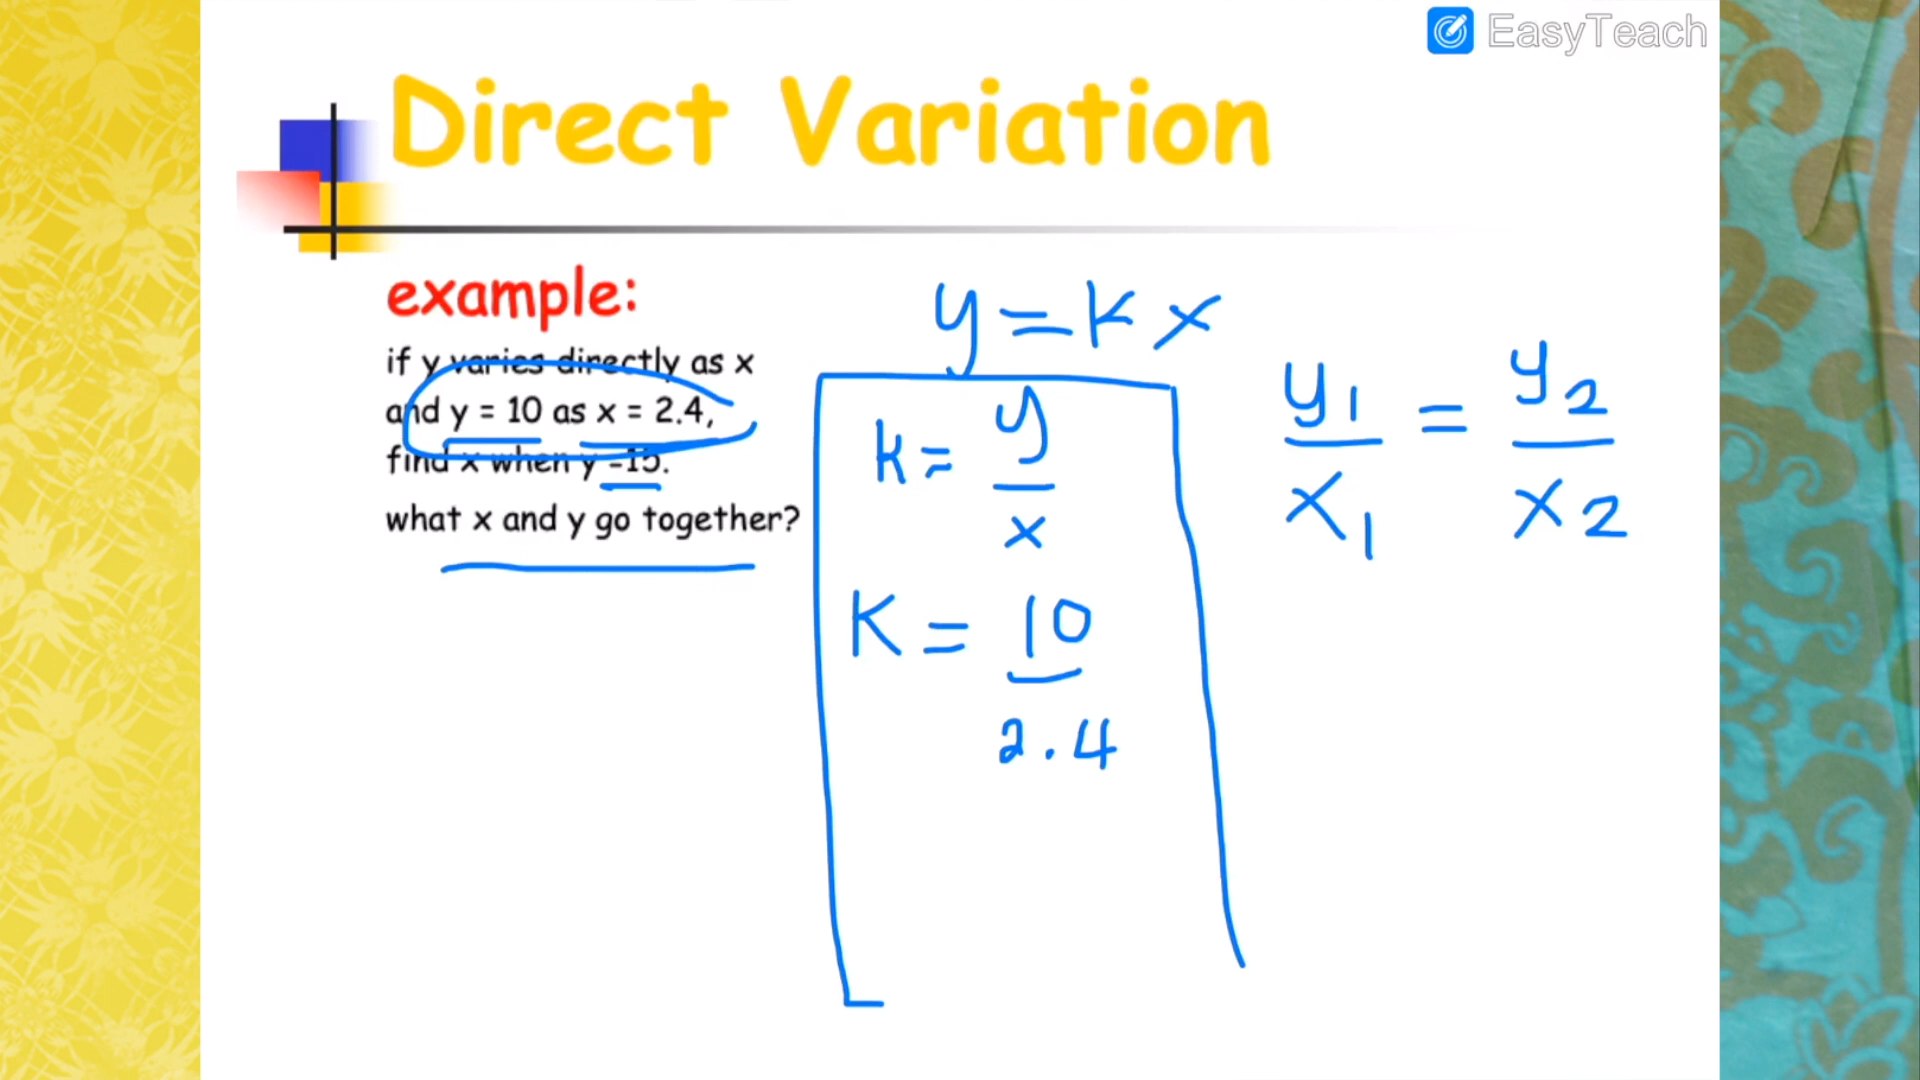 EasyTeach
Direct Variation
example:
if y varies directly as x
and y = 10 as x = 2.4,
find x when y =15.
what x and y go together?
y = k x
k = y
x
K = 10
2.4
y1 = y2
x1 x2